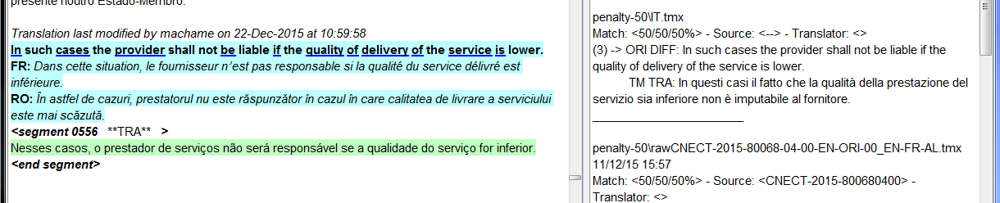 presente noutro Estado-Membro.
Translation last modified by machame on 22-Dec-2015 at 10:59:58
In such cases the provider shall not be liable if the quality of delivery of the service is lower.
FR: Dans cette situation, le fournisseur n'est pas responsable si la qualité du service délivré est
inférieure.
RO: În astfel de cazuri, prestatorul nu este răspunzător în cazul în care calitatea de livrare a serviciului
este mai scăzută.
<segment 0556 **TRA** >
Nesses casos, o prestador de serviços não será responsável se a qualidade do serviço for inferior.
<end segment>
penalty-50\IT.tmx
Match: <50/50/50%> - Source: <--> - Translator: <>
(3) -> ORI DIFF: In such cases the provider shall not be liable if the
quality of delivery of the service is lower.
TM TRA: In questi casi il fatto che la qualità della prestazione del
servizio sia inferiore non è imputabile al fornitore.
_______________________
penalty-50\rawCNECT-2015-80068-04-00-EN-ORI-00_EN-FR-AL.tmx
11/12/15 15:57
Match: <50/50/50%> - Source: <CNECT-2015-800680400> -
Translator: <>